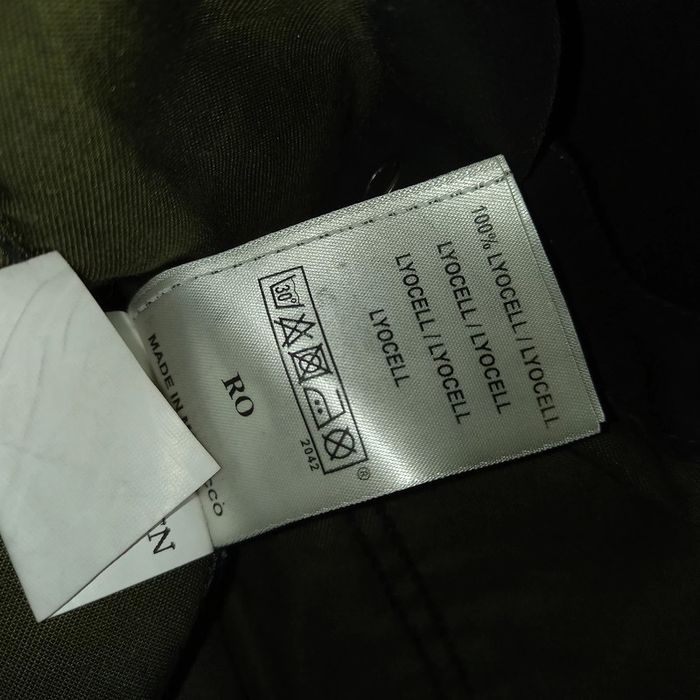 100% LYOCELL / LYOCELL
LYOCELL / LYOCELL
LYOCELL / LYOCELL
LYOCELL
30°
2042
®
RO
MADE IN